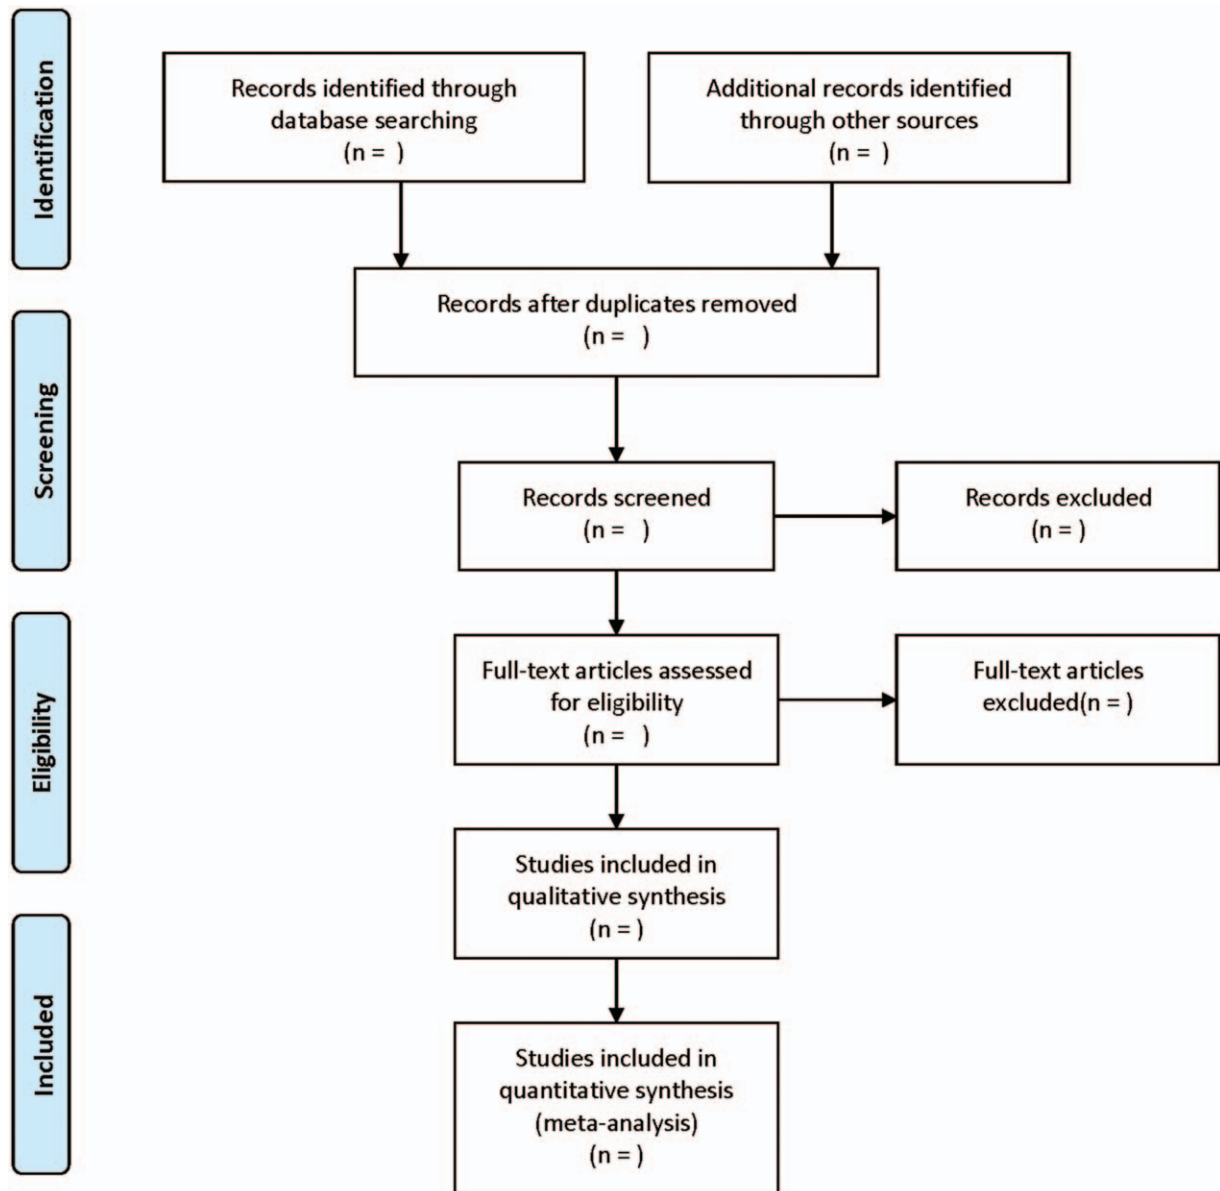 Identification
Records identified through
database searching
(n =  )
Additional records identified
through other sources
(n =  )
Records after duplicates removed
(n =   )
Screening
Records screened
(n =   )
Records excluded
(n = )
Eligibility
Full-text articles assessed
for eligibility
(n =   )
Full-text articles
excluded(n = )
Studies included in
qualitative synthesis
(n = )
Included
Studies included in
quantitative synthesis
(meta-analysis)
(n = )